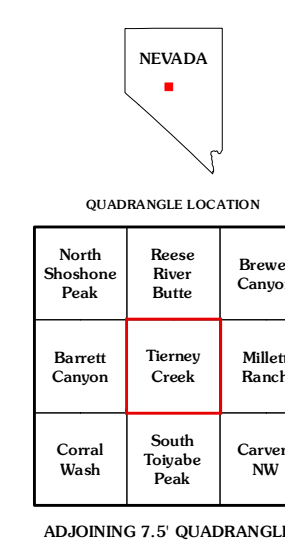 NEVADA
QUADRANGLE LOCATION
North
Shoshone
Peak
Reese
River
Butte
Brewe
Canyo
Barrett
Canyon
Tierney
Creek
Millett
Ranch
Corral
Wash
South
Toiyabe
Peak
Carver
NW
ADJOINING 7.5' QUADRANGLE